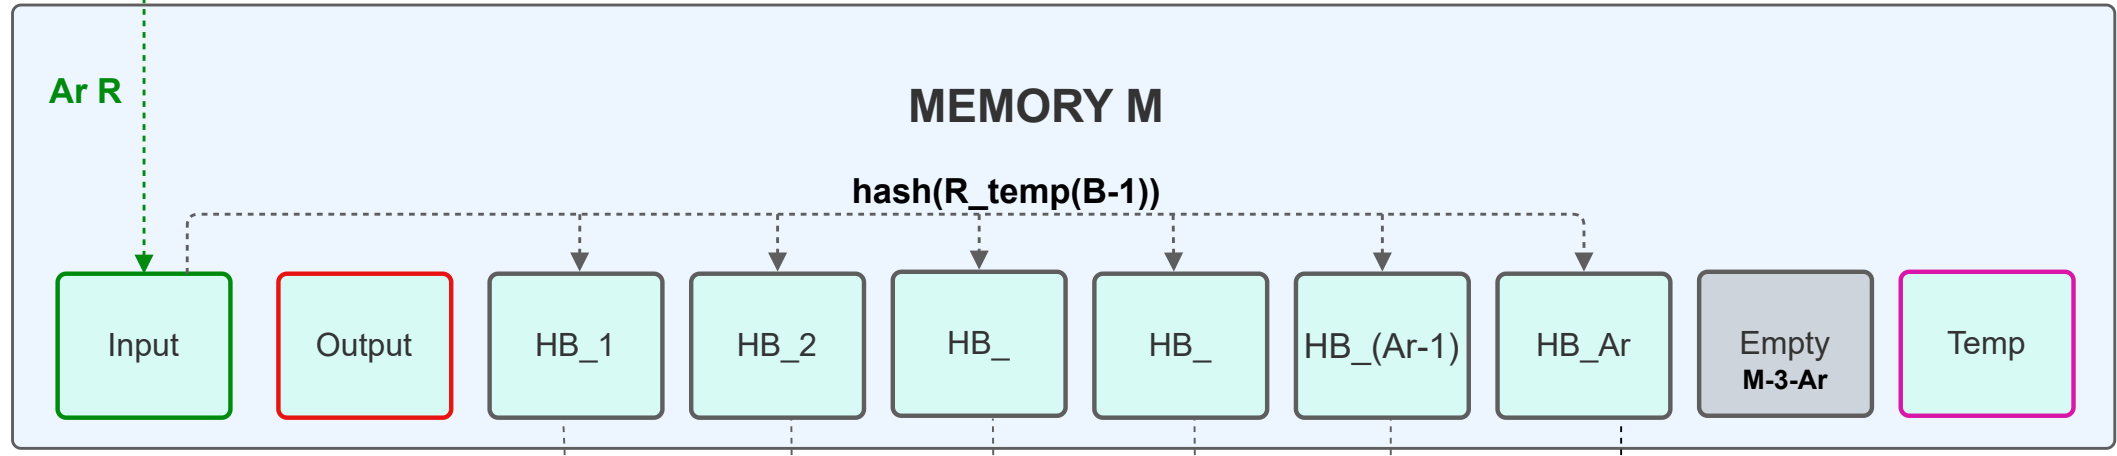 Ar R
MEMORY M
hash(R_temp(B-1))
Input
Output
HB_1
HB_2
HB_
HB_
HB_(Ar-1)
HB_Ar
Empty
M-3-Ar
Temp